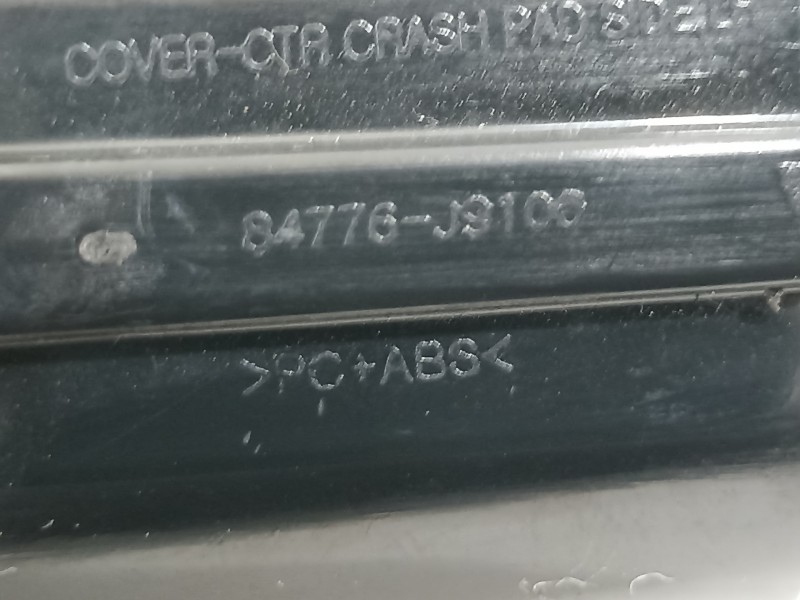 COVER-CTR CRASH PAD
84776-J9100
>PC+ABS<